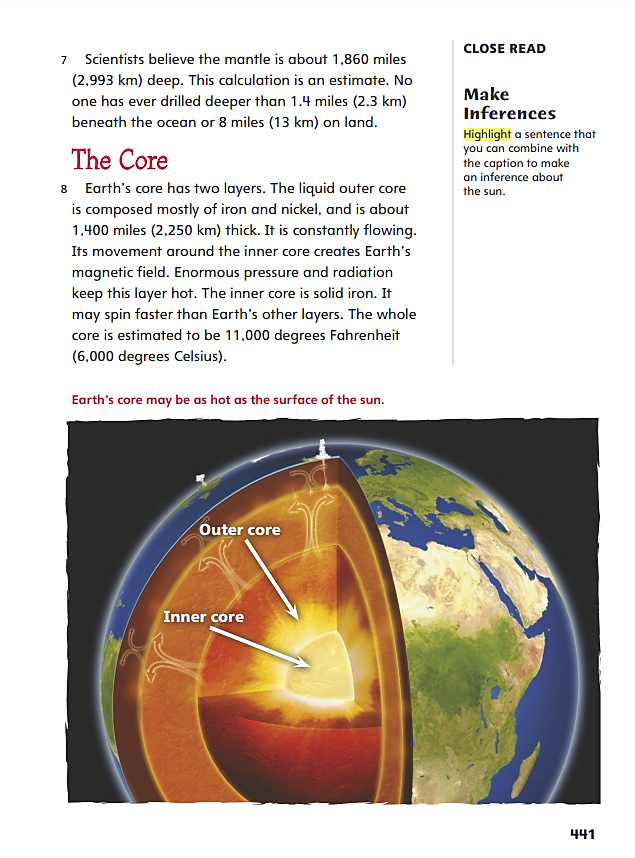 7 Scientists believe the mantle is about 1,860 miles
(2,993 km) deep. This calculation is an estimate. No
one has ever drilled deeper than 1.4 miles (2.3 km)
beneath the ocean or 8 miles (13 km) on land.
The Core
8 Earth's core has two layers. The liquid outer core
is composed mostly of iron and nickel, and is about
1,400 miles (2,250 km) thick. It is constantly flowing.
Its movement around the inner core creates Earth's
magnetic field. Enormous pressure and radiation
keep this layer hot. The inner core is solid iron. It
may spin faster than Earth's other layers. The whole
core is estimated to be 11,000 degrees Fahrenheit
(6,000 degrees Celsius).
CLOSE READ
Make
Inferences
Highlight a sentence that
you can combine with
the caption to make
an inference about
the sun.
Earth's core may be as hot as the surface of the sun.
Outer core
Inner core
441